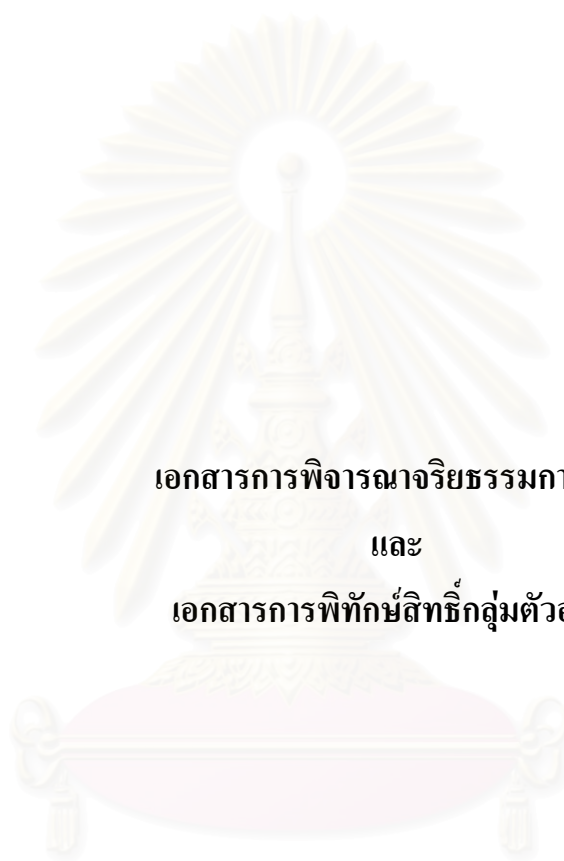 เอกสารการพิจารณาจริยธรรมกา
และ
เอกสารการพิทักษ์สิทธิ์กลุ่มตัวอ